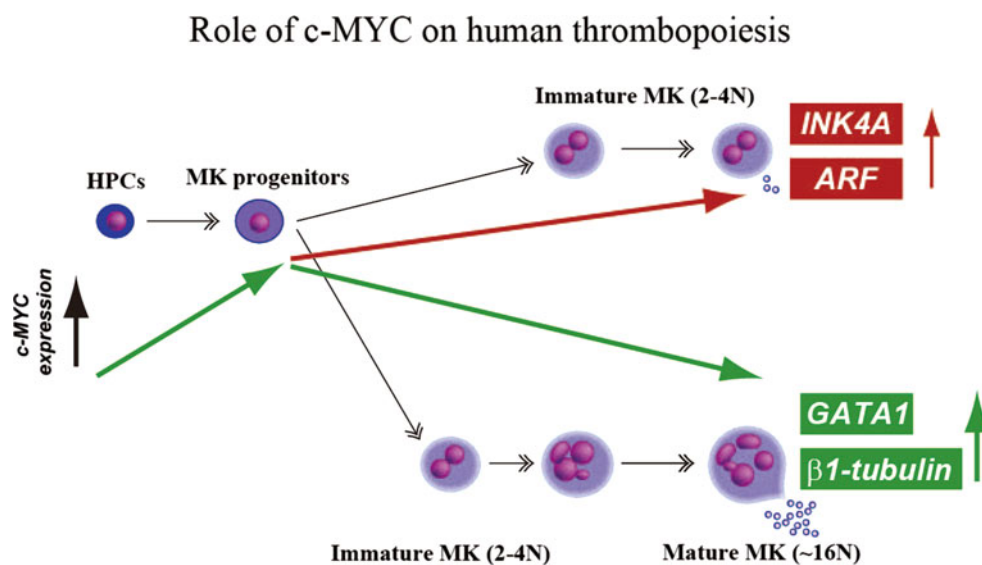 Role of c-MYC on human thrombopoiesis
Immature MK (2-4N)
INK4A
ARF
HPCs
MK progenitors
c-MYC
expression
GATA1
β1-tubulin
Immature MK (2-4N)
Mature MK (~16N)